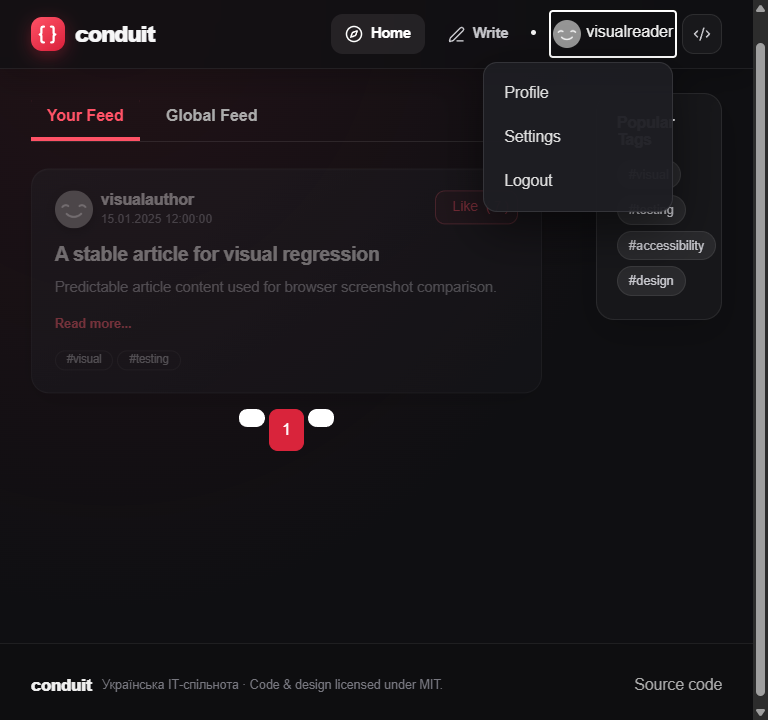 conduit
Home
Write
visualreader
Profile
Settings
Logout
Your Feed
Global Feed
Popular
Tags
#visual
#testing
#accessibility
#design
visualauthor
15.01.2025 12:00:00
Like
A stable article for visual regression
Predictable article content used for browser screenshot comparison.
Read more...
#visual
#testing
1
conduit
Українська ІТ-спільнота · Code & design licensed under MIT.
Source code